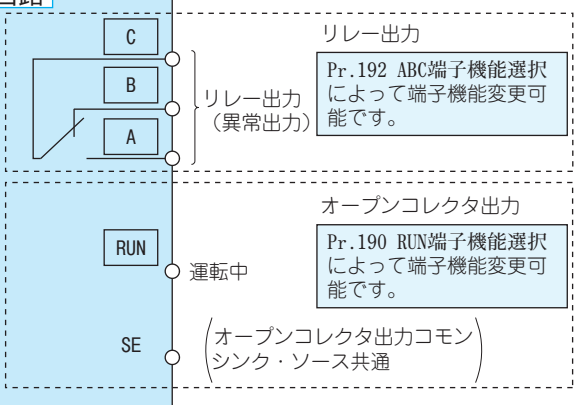 C
リレー出力
B
リレー出力
(異常出力)
Pr.192 ABC端子機能選択
によって端子機能変更可
能です。
A
オープンコレクタ出力
RUN
運転中
Pr.190 RUN端子機能選択
によって端子機能変更可
能です。
SE
オープンコレクタ出力コモン
シンク・ソース共通